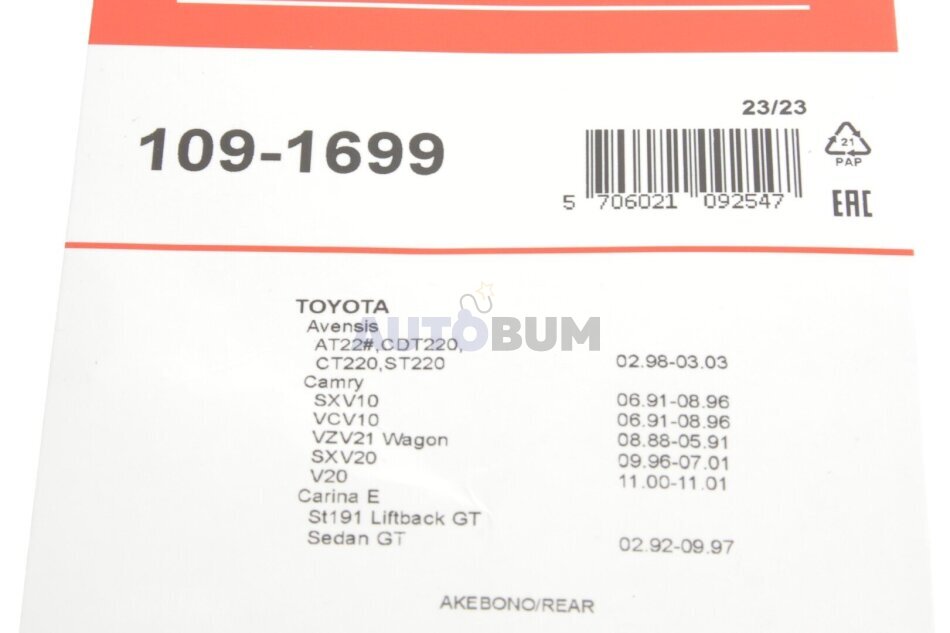 23/23
109-1699
21
PAP
5 706021 092547
EAC
TOYOTA
Avensis
AUTOBUM
AT22#,CDT220,
CT220,ST220 02.98-03.03
Camry
SXV10 06.91-08.96
VCV10 06.91-08.96
VZV21 Wagon 08.88-05.91
SXV20 09.96-07.01
V20 11.00-11.01
Carina E
St191 Liftback GT
Sedan GT 02.92-09.97
AKEBONO/REAR